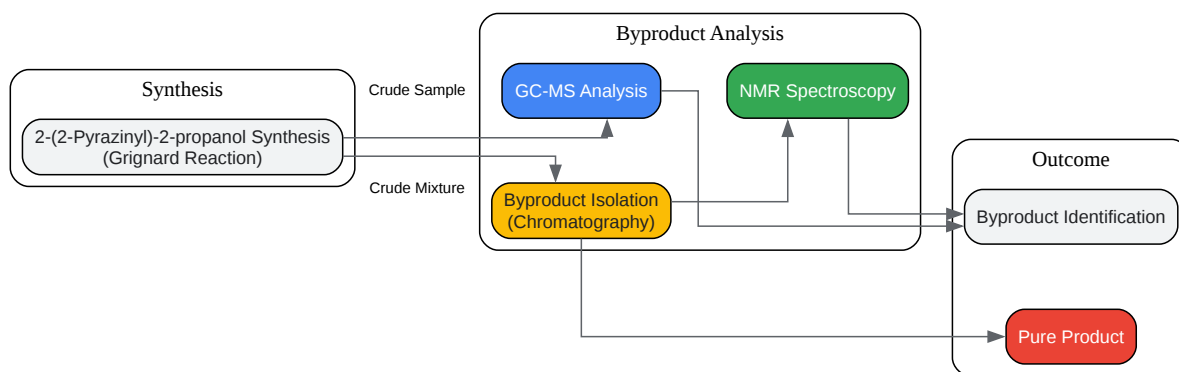 Synthesis
2-(2-Pyrazinyl)-2-propanol Synthesis
(Grignard Reaction)
Crude Sample
Crude Mixture
Byproduct Analysis
GC-MS Analysis
NMR Spectroscopy
Byproduct Isolation
(Chromatography)
Outcome
Byproduct Identification
Pure Product